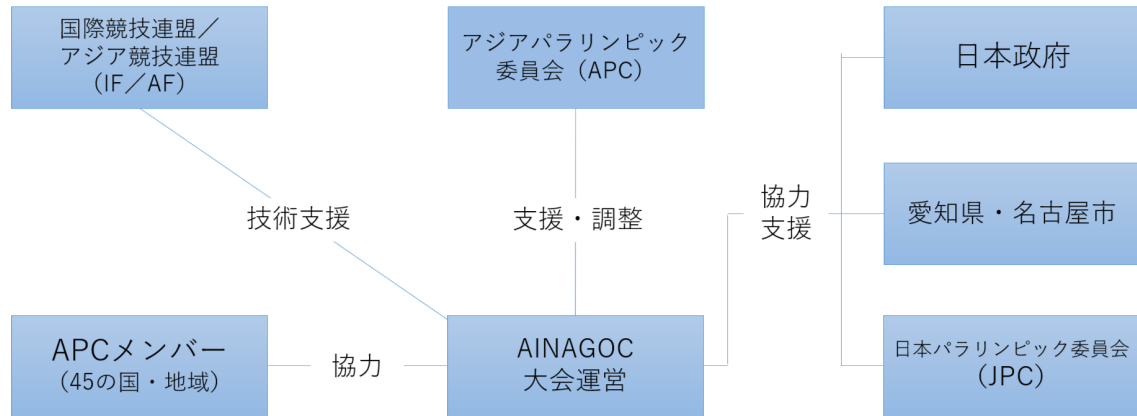 国際競技連盟／
アジア競技連盟
（IF／AF）
アジアパラリンピック
委員会（APC）
日本政府
技術支援
支援・調整
協力
支援
愛知県・名古屋市
APCメンバー
（45の国・地域）
協力
AINAGOC
大会運営
日本パラリンピック委員会
（JPC）